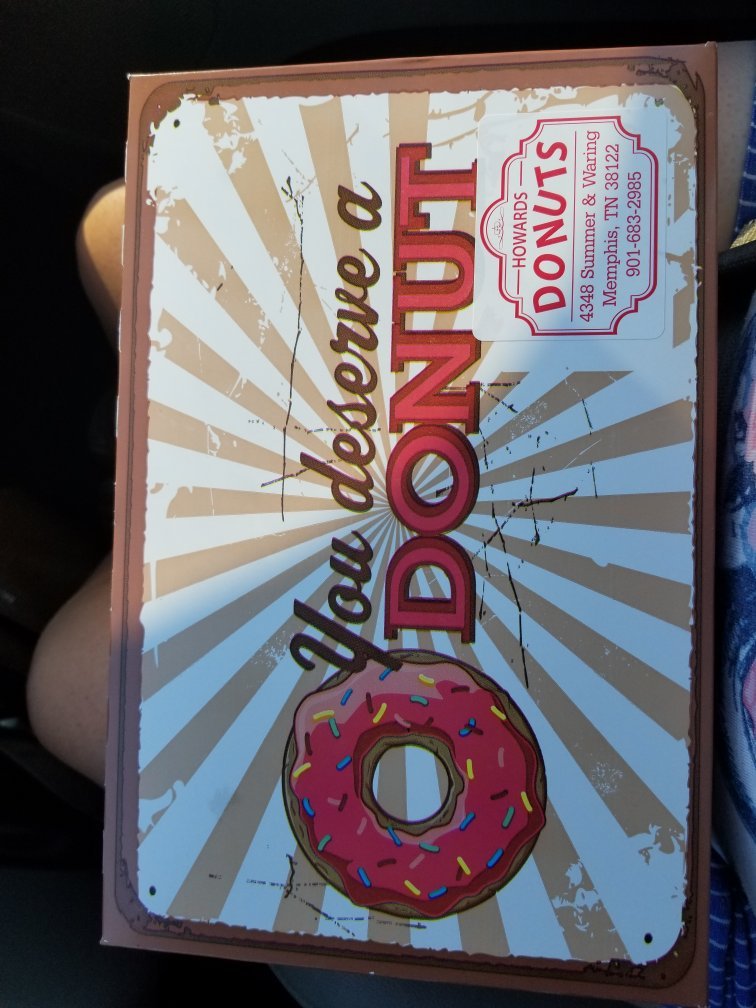 You deserve a
DONUT
HOWARDS
DONUTS
4348 Summer & Waring
Memphis, TN 38122
901-683-2985